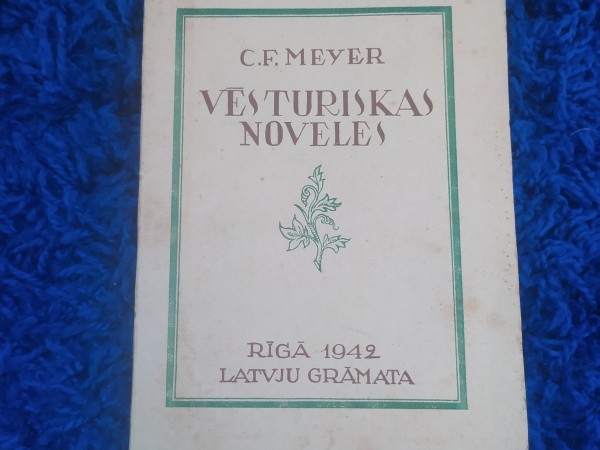 C.F. MEYER
VĒSTURISKAS
NOVELES
RĪGĀ 1942
LATVJU GRĀMATA